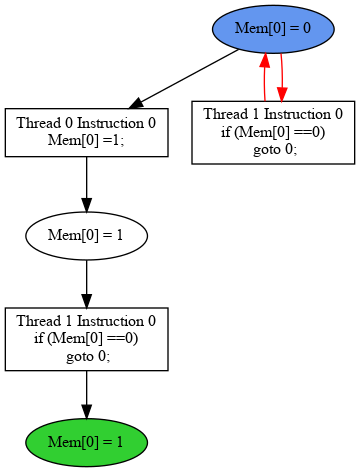 Mem[0] = 0
Thread 0 Instruction 0
Mem[0] =1;
Thread 1 Instruction 0
if (Mem[0] ==0)
goto 0;
Mem[0] = 1
Thread 1 Instruction 0
if (Mem[0] ==0)
goto 0;
Mem[0] = 1